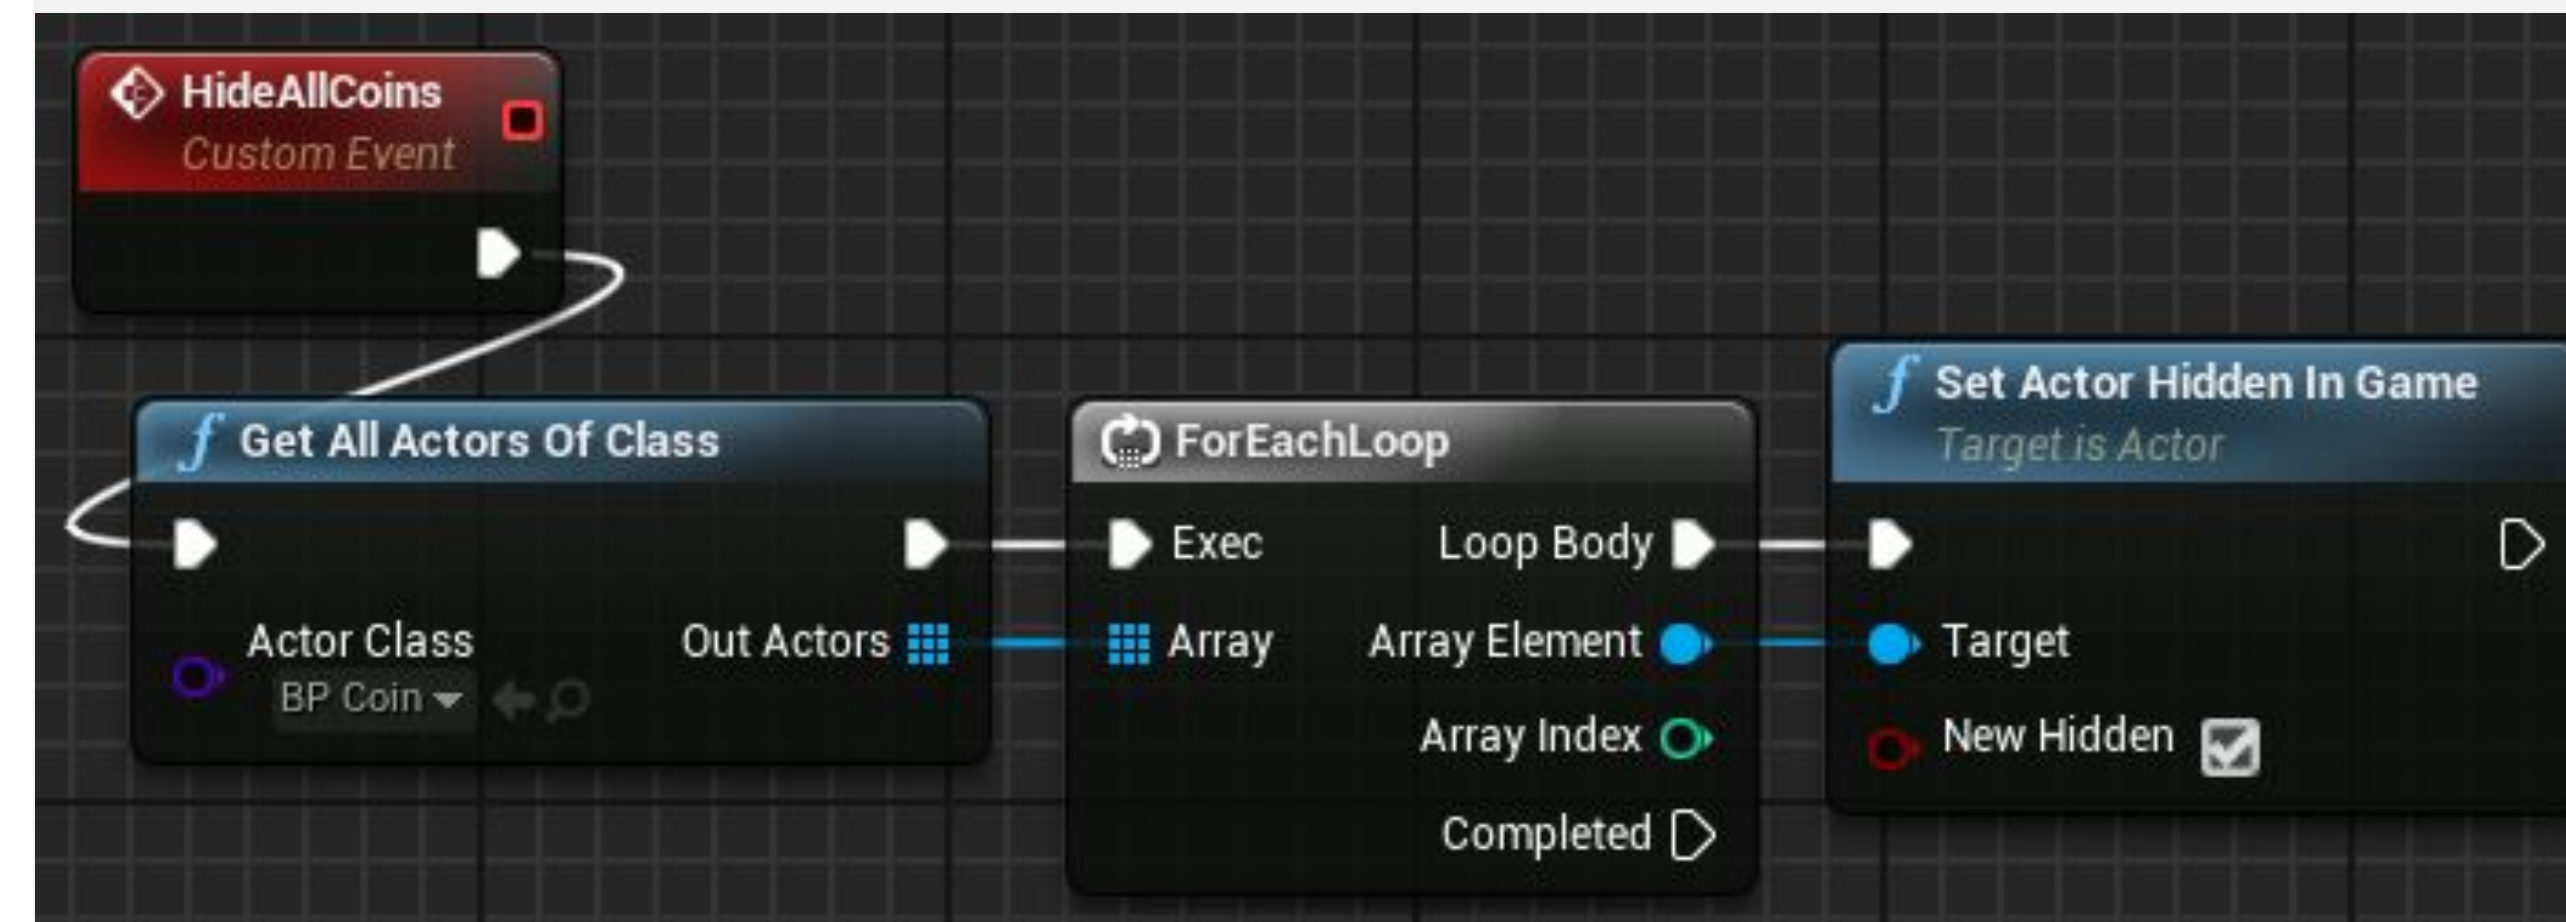 HideAllCoins
Custom Event
Get All Actors Of Class
Actor Class
BP Coin
Out Actors
ForEachLoop
Exec
Loop Body
Array
Array Element
Array Index
Completed
Set Actor Hidden In Game
Target is Actor
Target
New Hidden